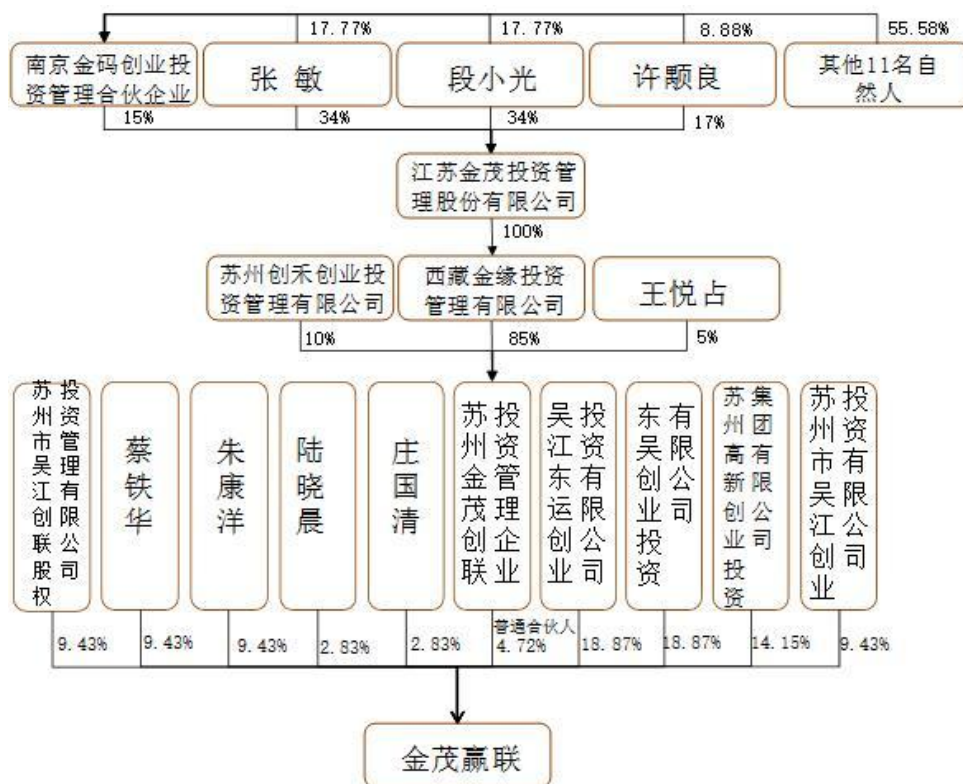 17.77%
17.77%
8.88%
55.58%
南京金码创业投
资管理合伙企业
张 敏
段小光
许颙良
其他11名自
然人
15%
34%
34%
17%
江苏金茂投资管
理股份有限公司
100%
苏州创禾创业投
资管理有限公司
西藏金缘投资
管理有限公司
王悦占
10%
85%
5%
苏州市吴江创联股权
投资管理有限公司
蔡铁华
朱康洋
陆晓晨
庄国清
苏州金茂创联
投资管理企业
吴江东运创业
投资有限公司
东吴创业投资
有限公司
苏州高新创业投资
集团有限公司
苏州市吴江创业
投资有限公司
9.43%
9.43%
9.43%
2.83%
2.83%
普通合伙人
4.72%
18.87%
18.87%
14.15%
9.43%
金茂赢联